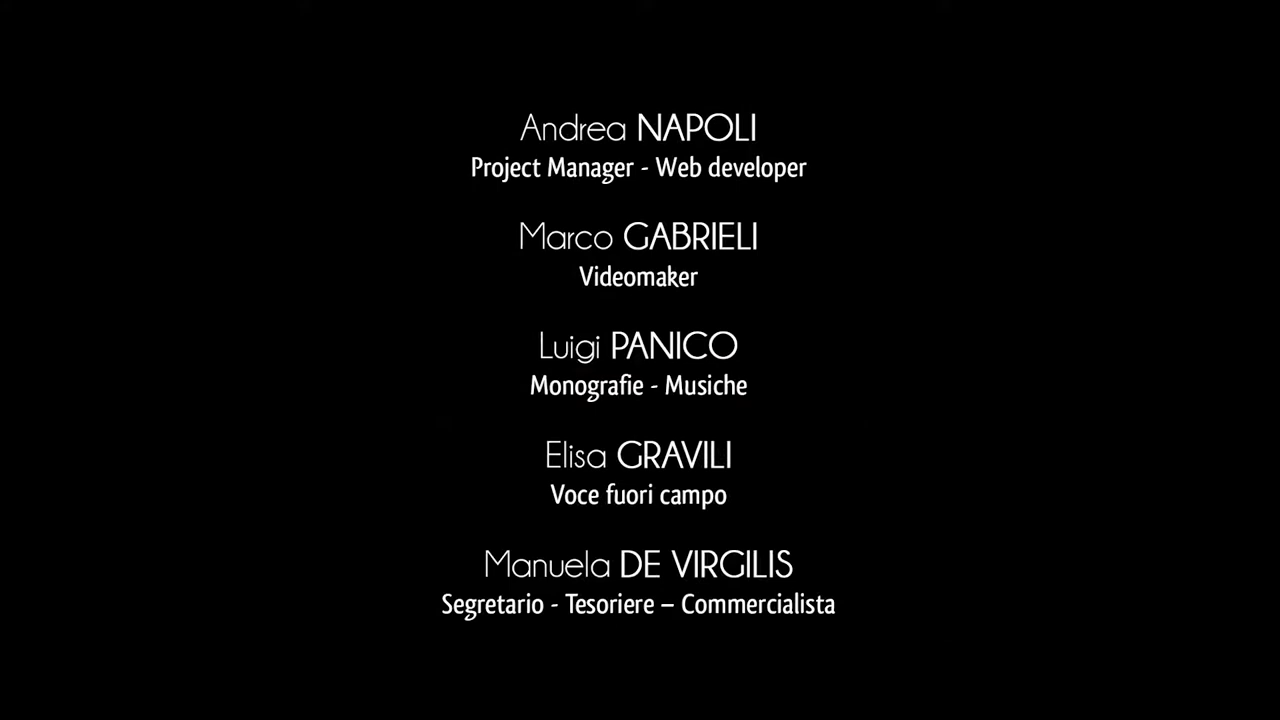 Andrea NAPOLI
Project Manager - Web developer
Marco GABRIELI
Videomaker
Luigi PANICO
Monografie - Musiche
Elisa GRAVILI
Voce fuori campo
Manuela DE VIRGILIS
Segretario - Tesoriere – Commercialista